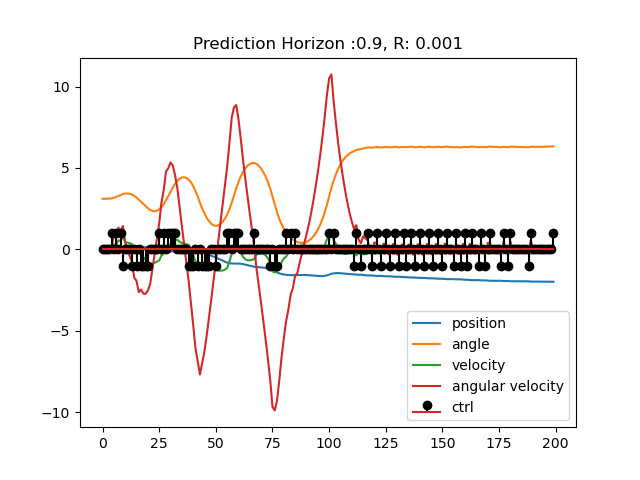 Prediction Horizon :0.9, R: 0.001
10
5
0
−5
−10
position
angle
velocity
angular velocity
ctrl
0 25 50 75 100 125 150 175 200